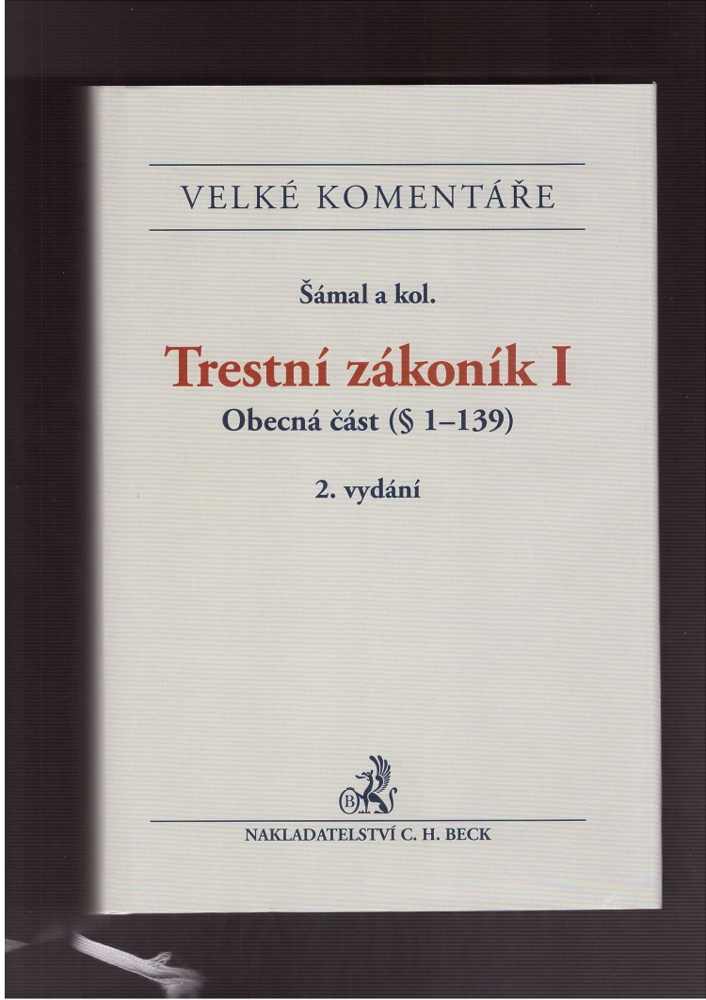 VELKÉ KOMENTÁŘE
Šámal a kol.
Trestní zákoník I
Obecná část (§ 1–139)
2. vydání
B
NAKLADATELSTVÍ C. H. BECK